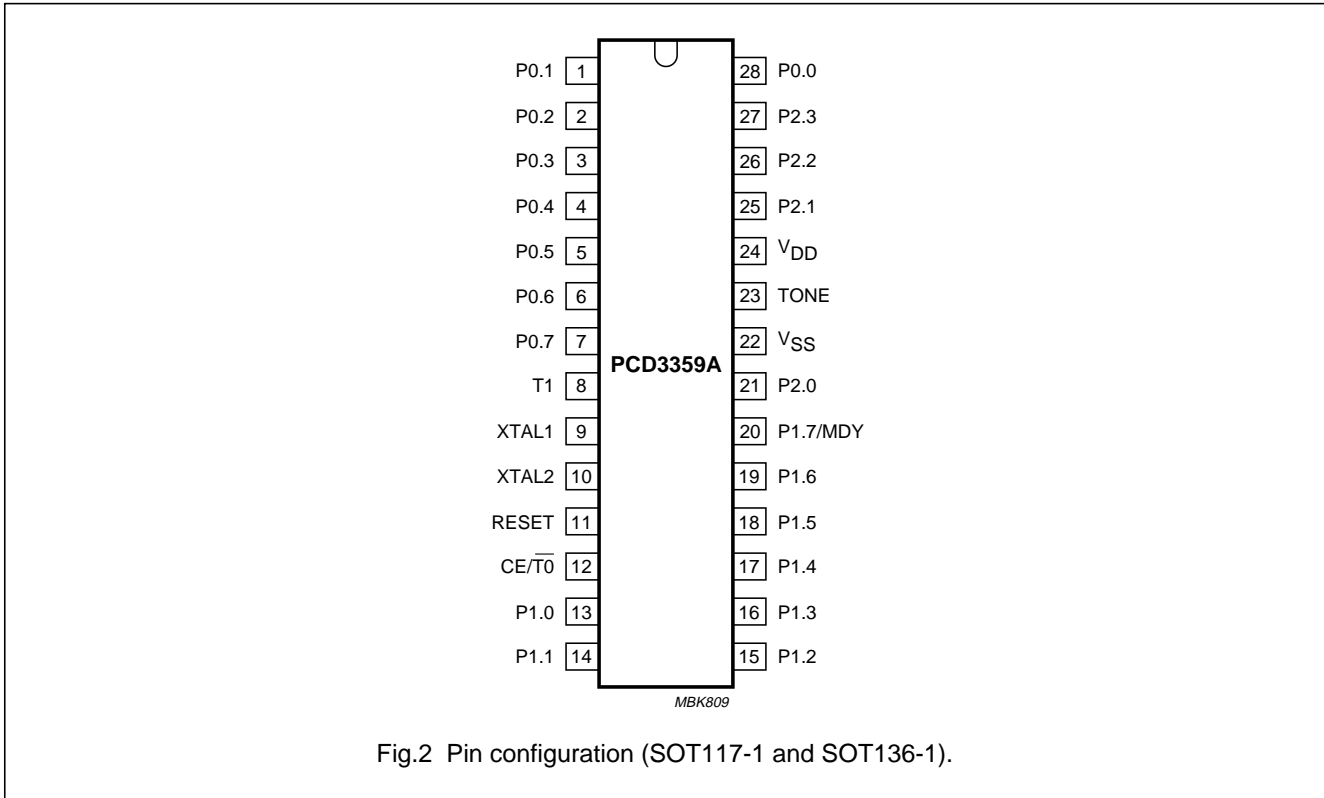 P0.1 1 28 P0.0
P0.2 2 27 P2.3
P0.3 3 26 P2.2
P0.4 4 25 P2.1
P0.5 5 24 VDD
P0.6 6 23 TONE
P0.7 7 22 VSS
PCD3359A
T1 8 21 P2.0
XTAL1 9 20 P1.7/MDY
XTAL2 10 19 P1.6
RESET 11 18 P1.5
CE/T̅0̅ 12 17 P1.4
P1.0 13 16 P1.3
P1.1 14 15 P1.2
MBK809
Fig.2 Pin configuration (SOT117-1 and SOT136-1).